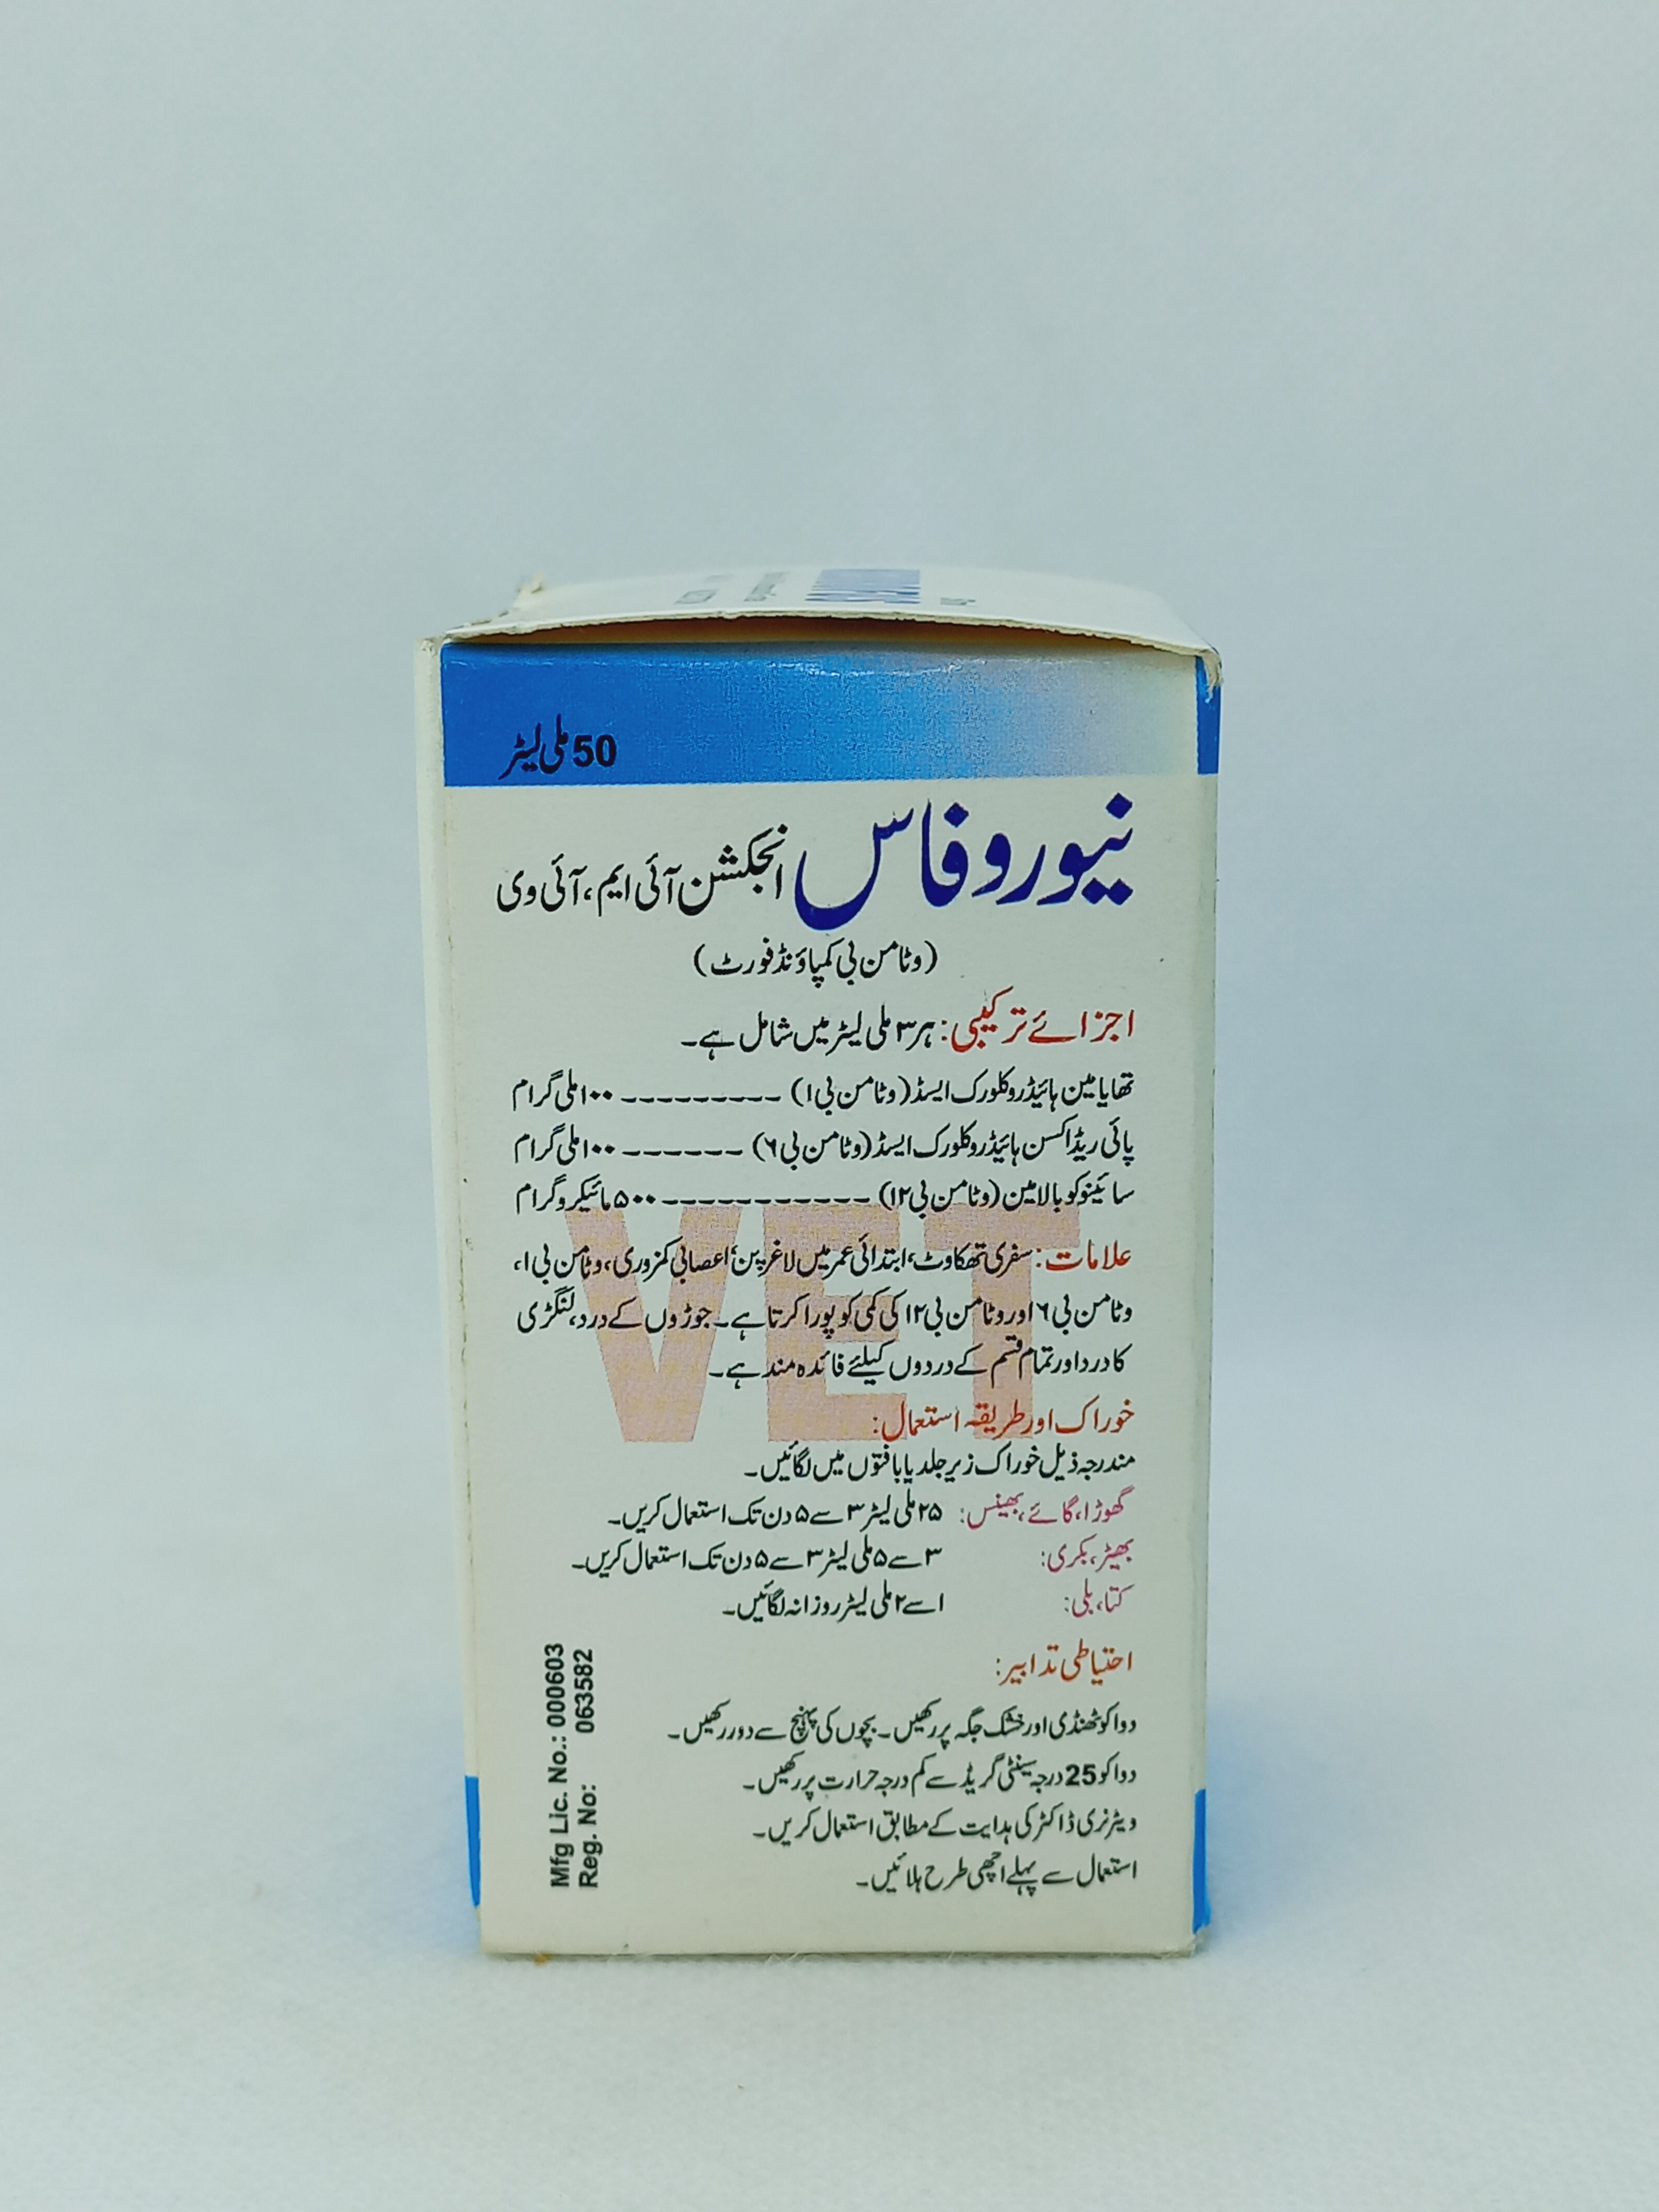 50 ملی لیٹر
نیوروفاس انجکشن آئی ایم، آئی وی
(وٹامن بی کمپاؤنڈ فورٹ)
اجزائے ترکیبی: ہر ۳ ملی لیٹر میں شامل ہے۔
تھایامین ہائیڈروکلورک ایسڈ (وٹامن بی ۱) --------- ۱۰۰ ملی گرام
پائی ریڈاکسن ہائیڈروکلورک ایسڈ (وٹامن بی ۶) ------ ۱۰۰ ملی گرام
سائینوکوبالامین (وٹامن بی ۱۲) ----------- ۵۰۰ مائیکروگرام
VET
علامات: سفری تھکاوٹ، ابتدائی عمر میں لاغر پن، اعصابی کمزوری، وٹامن بی ۱،
وٹامن بی ۶ اور وٹامن بی ۱۲ کی کمی کو پورا کرتا ہے۔ جوڑوں کے درد، لنگڑی
کا درد اور تمام قسم کے دردوں کیلئے فائدہ مند ہے۔
خوراک اور طریقہ استعمال:
مندرجہ ذیل خوراک زیر جلد یا بافتوں میں لگائیں۔
گھوڑا، گائے، بھینس: ۲۵ ملی لیٹر ۳ سے ۵ دن تک استعمال کریں۔
بھیڑ، بکری: ۳ سے ۵ ملی لیٹر ۳ سے ۵ دن تک استعمال کریں۔
کتا، بلی: ۱ سے ۲ ملی لیٹر روزانہ لگائیں۔
احتیاطی تدابیر:
دوا کو ٹھنڈی اور خشک جگہ پر رکھیں۔ بچوں کی پہنچ سے دور رکھیں۔
دوا کو 25 درجہ سینٹی گریڈ سے کم درجہ حرارت پر رکھیں۔
ویٹرنری ڈاکٹر کی ہدایت کے مطابق استعمال کریں۔
استعمال سے پہلے اچھی طرح ہلائیں۔
Mfg Lic. No.: 000603
Reg. No: 063582